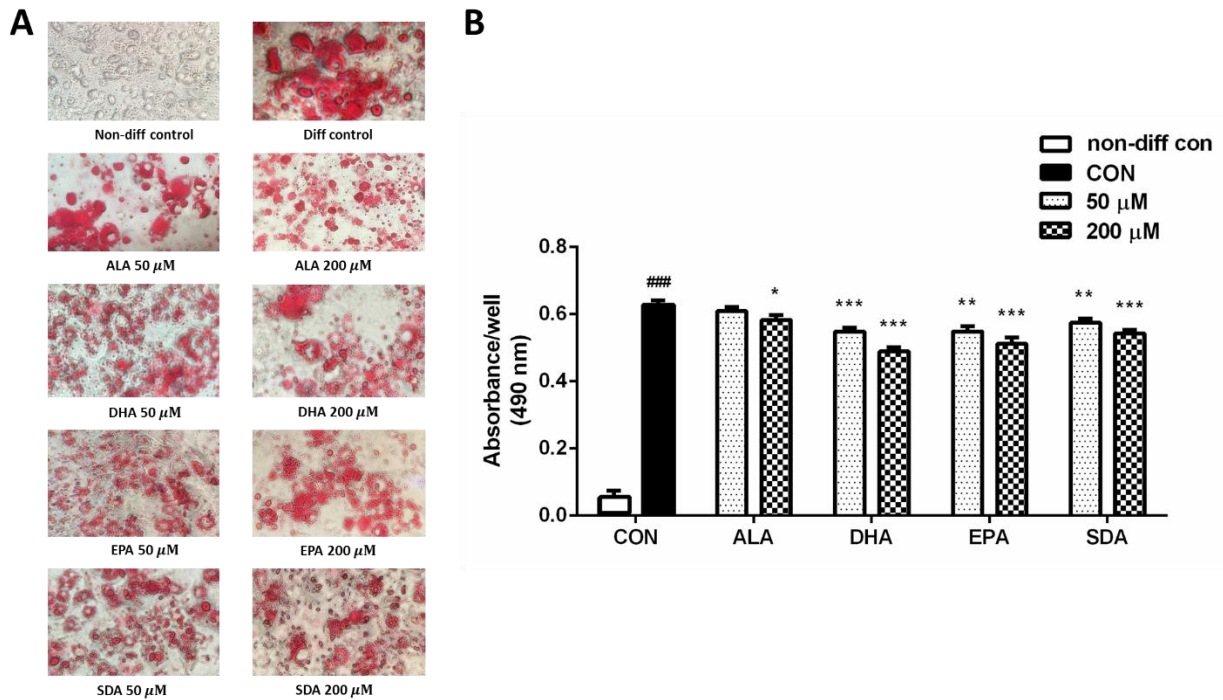 A
Non-diff control
Diff control
ALA 50 µM
ALA 200 µM
DHA 50 µM
DHA 200 µM
EPA 50 µM
EPA 200 µM
SDA 50 µM
SDA 200 µM
B
non-diff con
CON
50 µM
200 µM
Absorbance/well
(490 nm)
0.8
0.6
0.4
0.2
0.0
###
*
***
***
**
***
**
***
CON
ALA
DHA
EPA
SDA